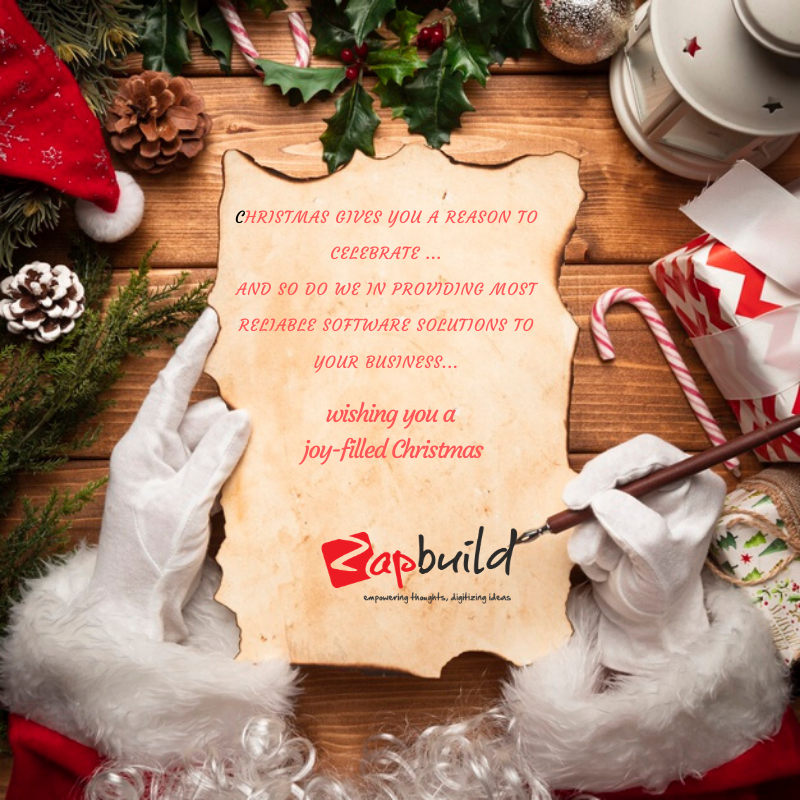 CHRISTMAS GIVES YOU A REASON TO
CELEBRATE ...
AND SO DO WE IN PROVIDING MOST
RELIABLE SOFTWARE SOLUTIONS TO
YOUR BUSINESS...
wishing you a
joy-filled Christmas
Zapbuild
empowering thoughts, digitizing ideas